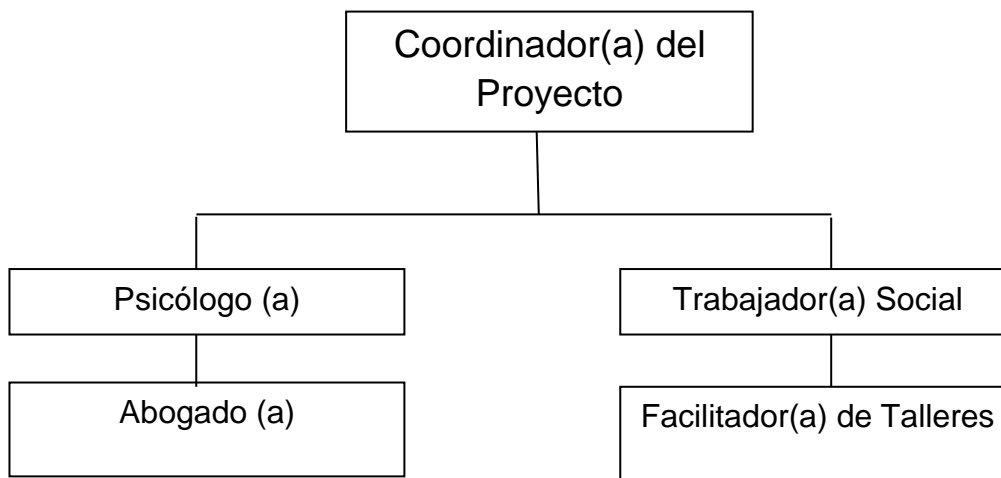 Coordinador(a) del
Proyecto
Psicólogo (a)
Trabajador(a) Social
Abogado (a)
Facilitador(a) de Talleres